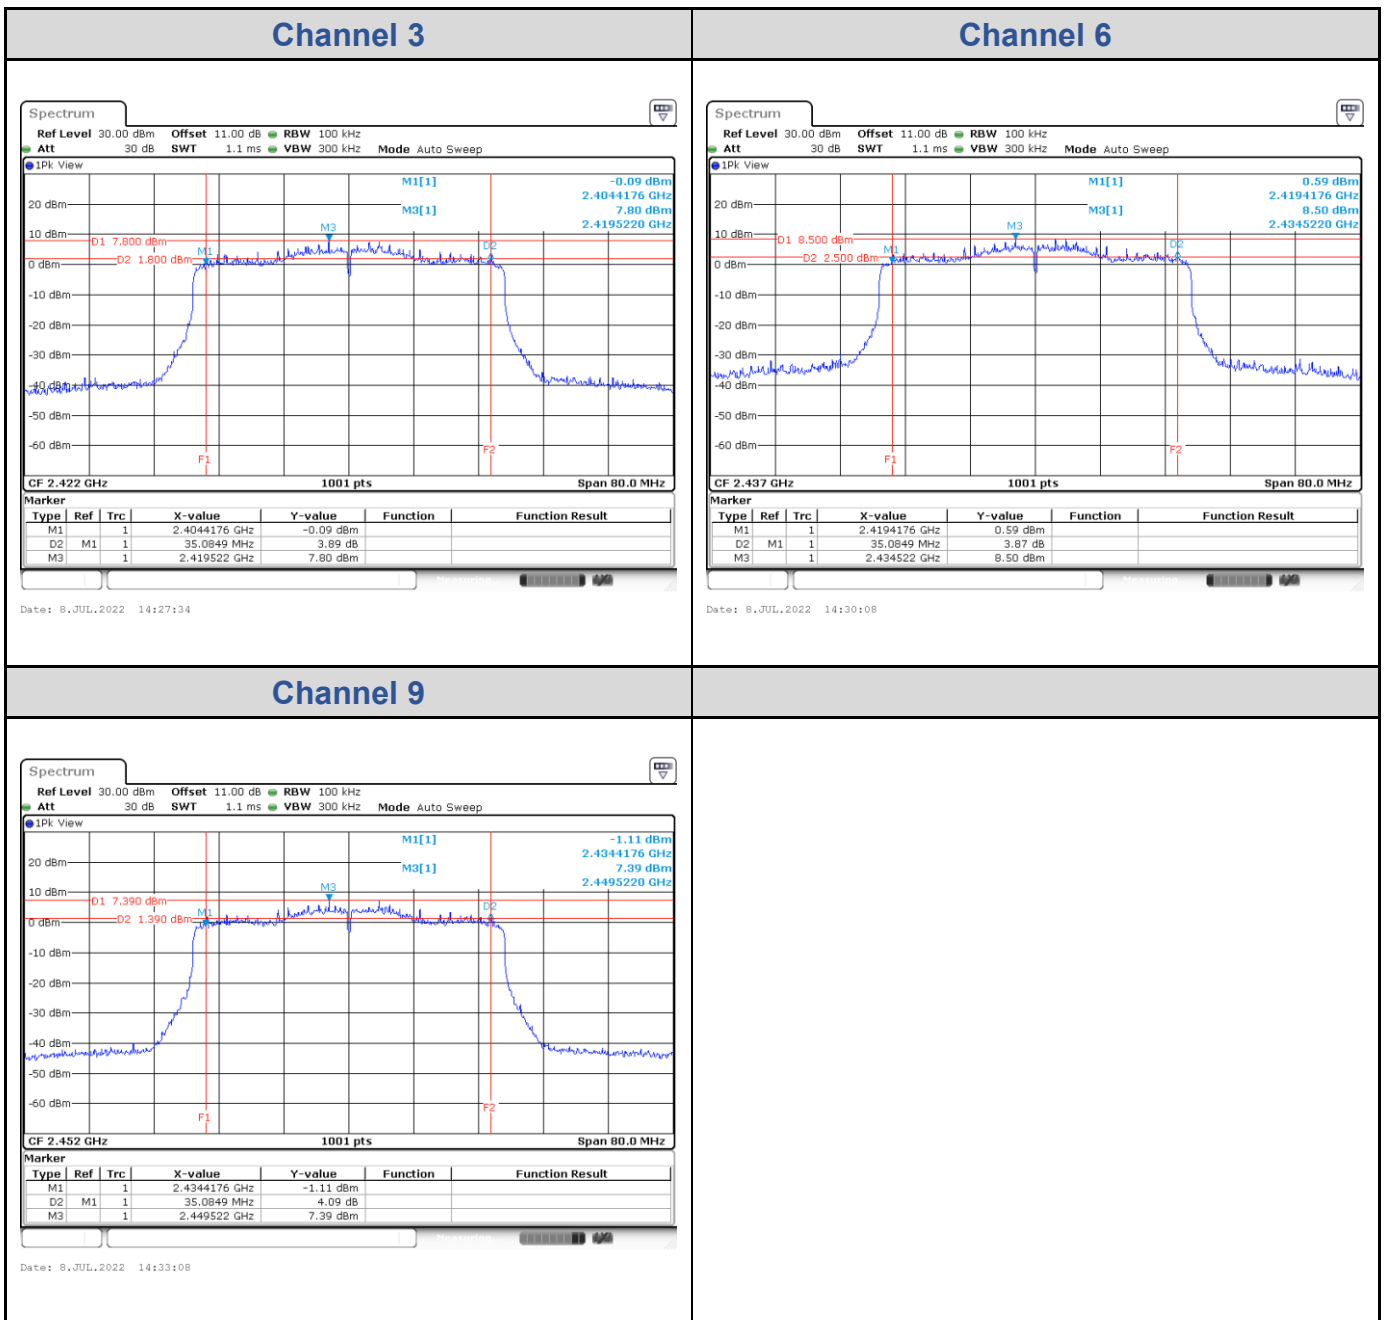 Channel 3
Spectrum
Ref Level 30.00 dBm Offset 11.00 dB RBW 100 kHz
Att 30 dB SWT 1.1 ms VBW 300 kHz Mode Auto Sweep
1Pk View
M1[1] -0.09 dBm
2.4044176 GHz
M3[1] 7.80 dBm
2.4195220 GHz
20 dBm
10 dBm
D1 7.800 dBm
M3
M1
D2
D2 1.800 dBm
0 dBm
-10 dBm
-20 dBm
-30 dBm
-40 dBm
-50 dBm
-60 dBm
F1
F2
CF 2.422 GHz 1001 pts Span 80.0 MHz
Marker
Type Ref Trc X-value Y-value Function Function Result
M1 1 2.4044176 GHz -0.09 dBm
D2 M1 1 35.0849 MHz 3.89 dB
M3 1 2.419522 GHz 7.80 dBm
Measuring...
Date: 8.JUL.2022 14:27:34
Channel 6
Spectrum
Ref Level 30.00 dBm Offset 11.00 dB RBW 100 kHz
Att 30 dB SWT 1.1 ms VBW 300 kHz Mode Auto Sweep
1Pk View
M1[1] 0.59 dBm
2.4194176 GHz
M3[1] 8.50 dBm
2.4345220 GHz
20 dBm
10 dBm
M3
D1 8.500 dBm
M1
D2
D2 2.500 dBm
0 dBm
-10 dBm
-20 dBm
-30 dBm
-40 dBm
-50 dBm
-60 dBm
F1
F2
CF 2.437 GHz 1001 pts Span 80.0 MHz
Marker
Type Ref Trc X-value Y-value Function Function Result
M1 1 2.4194176 GHz 0.59 dBm
D2 M1 1 35.0849 MHz 3.87 dB
M3 1 2.434522 GHz 8.50 dBm
Measuring...
Date: 8.JUL.2022 14:30:08
Channel 9
Spectrum
Ref Level 30.00 dBm Offset 11.00 dB RBW 100 kHz
Att 30 dB SWT 1.1 ms VBW 300 kHz Mode Auto Sweep
1Pk View
M1[1] -1.11 dBm
2.4344176 GHz
M3[1] 7.39 dBm
2.4495220 GHz
20 dBm
10 dBm
M3
D1 7.390 dBm
M1
D2
D2 1.390 dBm
0 dBm
-10 dBm
-20 dBm
-30 dBm
-40 dBm
-50 dBm
-60 dBm
F1
F2
CF 2.452 GHz 1001 pts Span 80.0 MHz
Marker
Type Ref Trc X-value Y-value Function Function Result
M1 1 2.4344176 GHz -1.11 dBm
D2 M1 1 35.0849 MHz 4.09 dB
M3 1 2.449522 GHz 7.39 dBm
Measuring...
Date: 8.JUL.2022 14:33:08